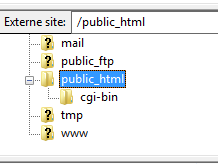 Externe site: /public_html
mail
public_ftp
public_html
cgi-bin
tmp
www